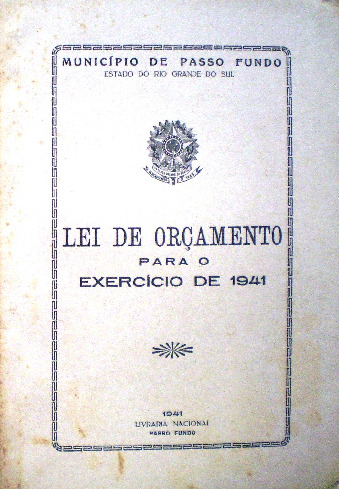 MUNICÍPIO DE PASSO FUNDO
ESTADO DO RIO GRANDE DO SUL
LEI DE ORÇAMENTO
PARA O
EXERCÍCIO DE 1941
1941
LIVRARIA NACIONAL
PASSO FUNDO